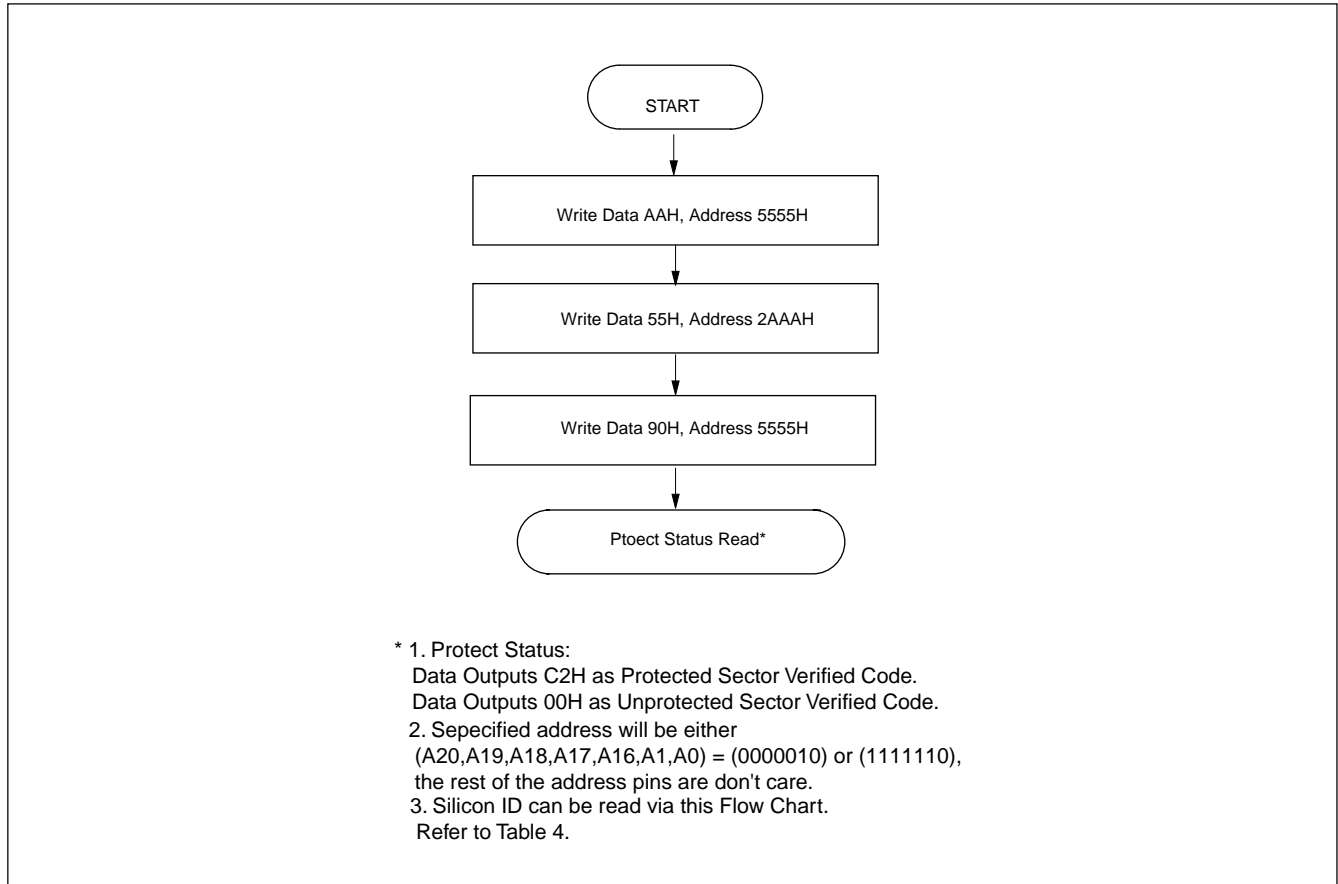 START
Write Data AAH, Address 5555H
Write Data 55H, Address 2AAAH
Write Data 90H, Address 5555H
Ptoect Status Read*
* 1. Protect Status:
Data Outputs C2H as Protected Sector Verified Code.
Data Outputs 00H as Unprotected Sector Verified Code.
2. Sepecified address will be either
(A20,A19,A18,A17,A16,A1,A0) = (0000010) or (1111110),
the rest of the address pins are don't care.
3. Silicon ID can be read via this Flow Chart.
Refer to Table 4.